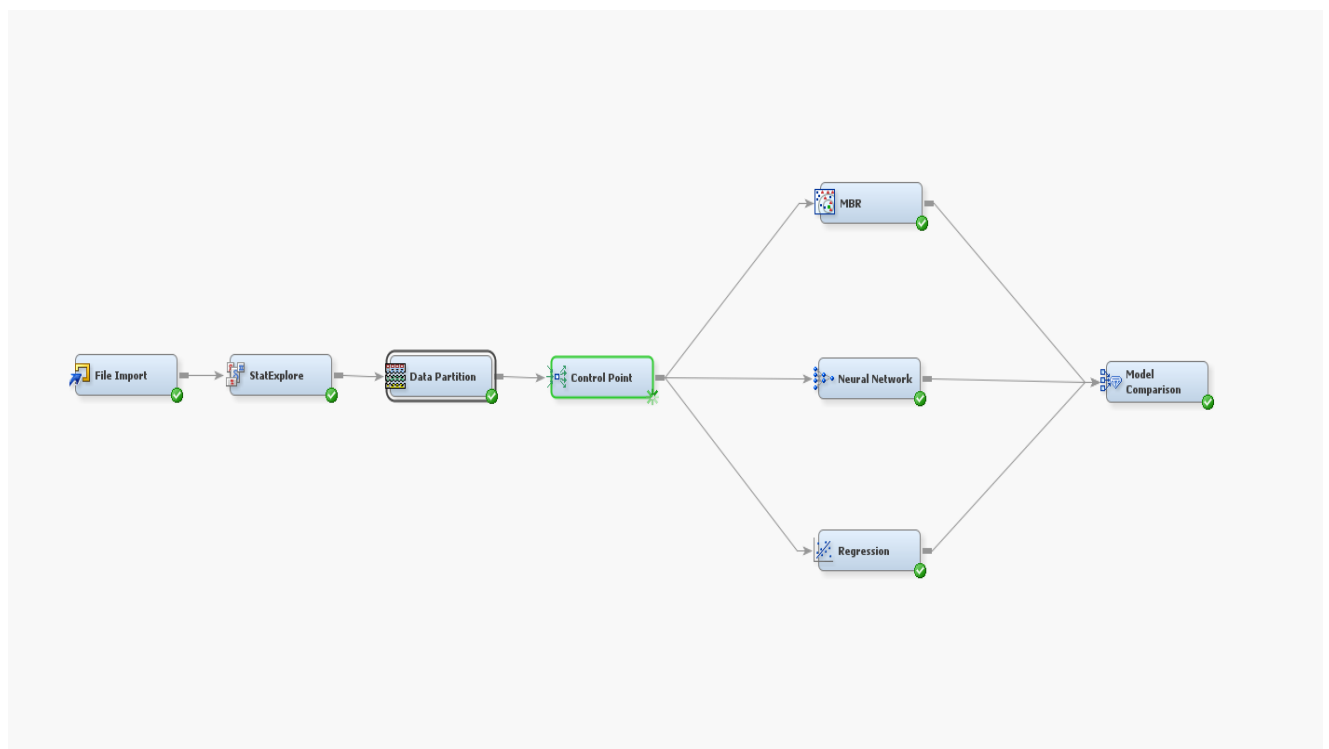 File Import
StatExplore
Data Partition
Control Point
MBR
Neural Network
Regression
Model
Comparison